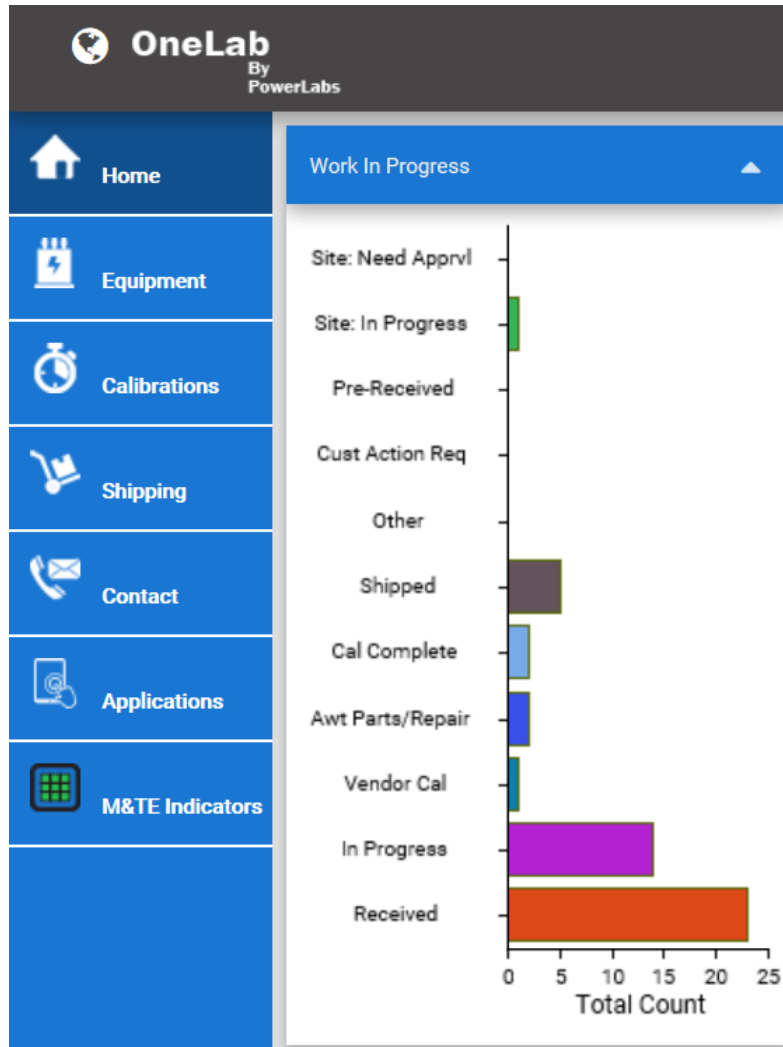 OneLab
By
PowerLabs
Home
Equipment
Calibrations
Shipping
Contact
Applications
M&TE Indicators
Work In Progress
Site: Need Apprvl
Site: In Progress
Pre-Received
Cust Action Req
Other
Shipped
Cal Complete
Awt Parts/Repair
Vendor Cal
In Progress
Received
0 5 10 15 20 25
Total Count